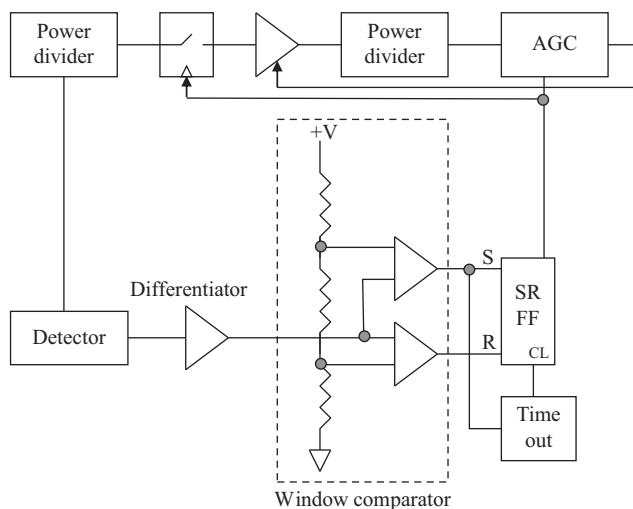 Power
divider
Power
divider
AGC
+V
Differentiator
S
SR
FF
Detector
R
CL
Time
out
Window comparator